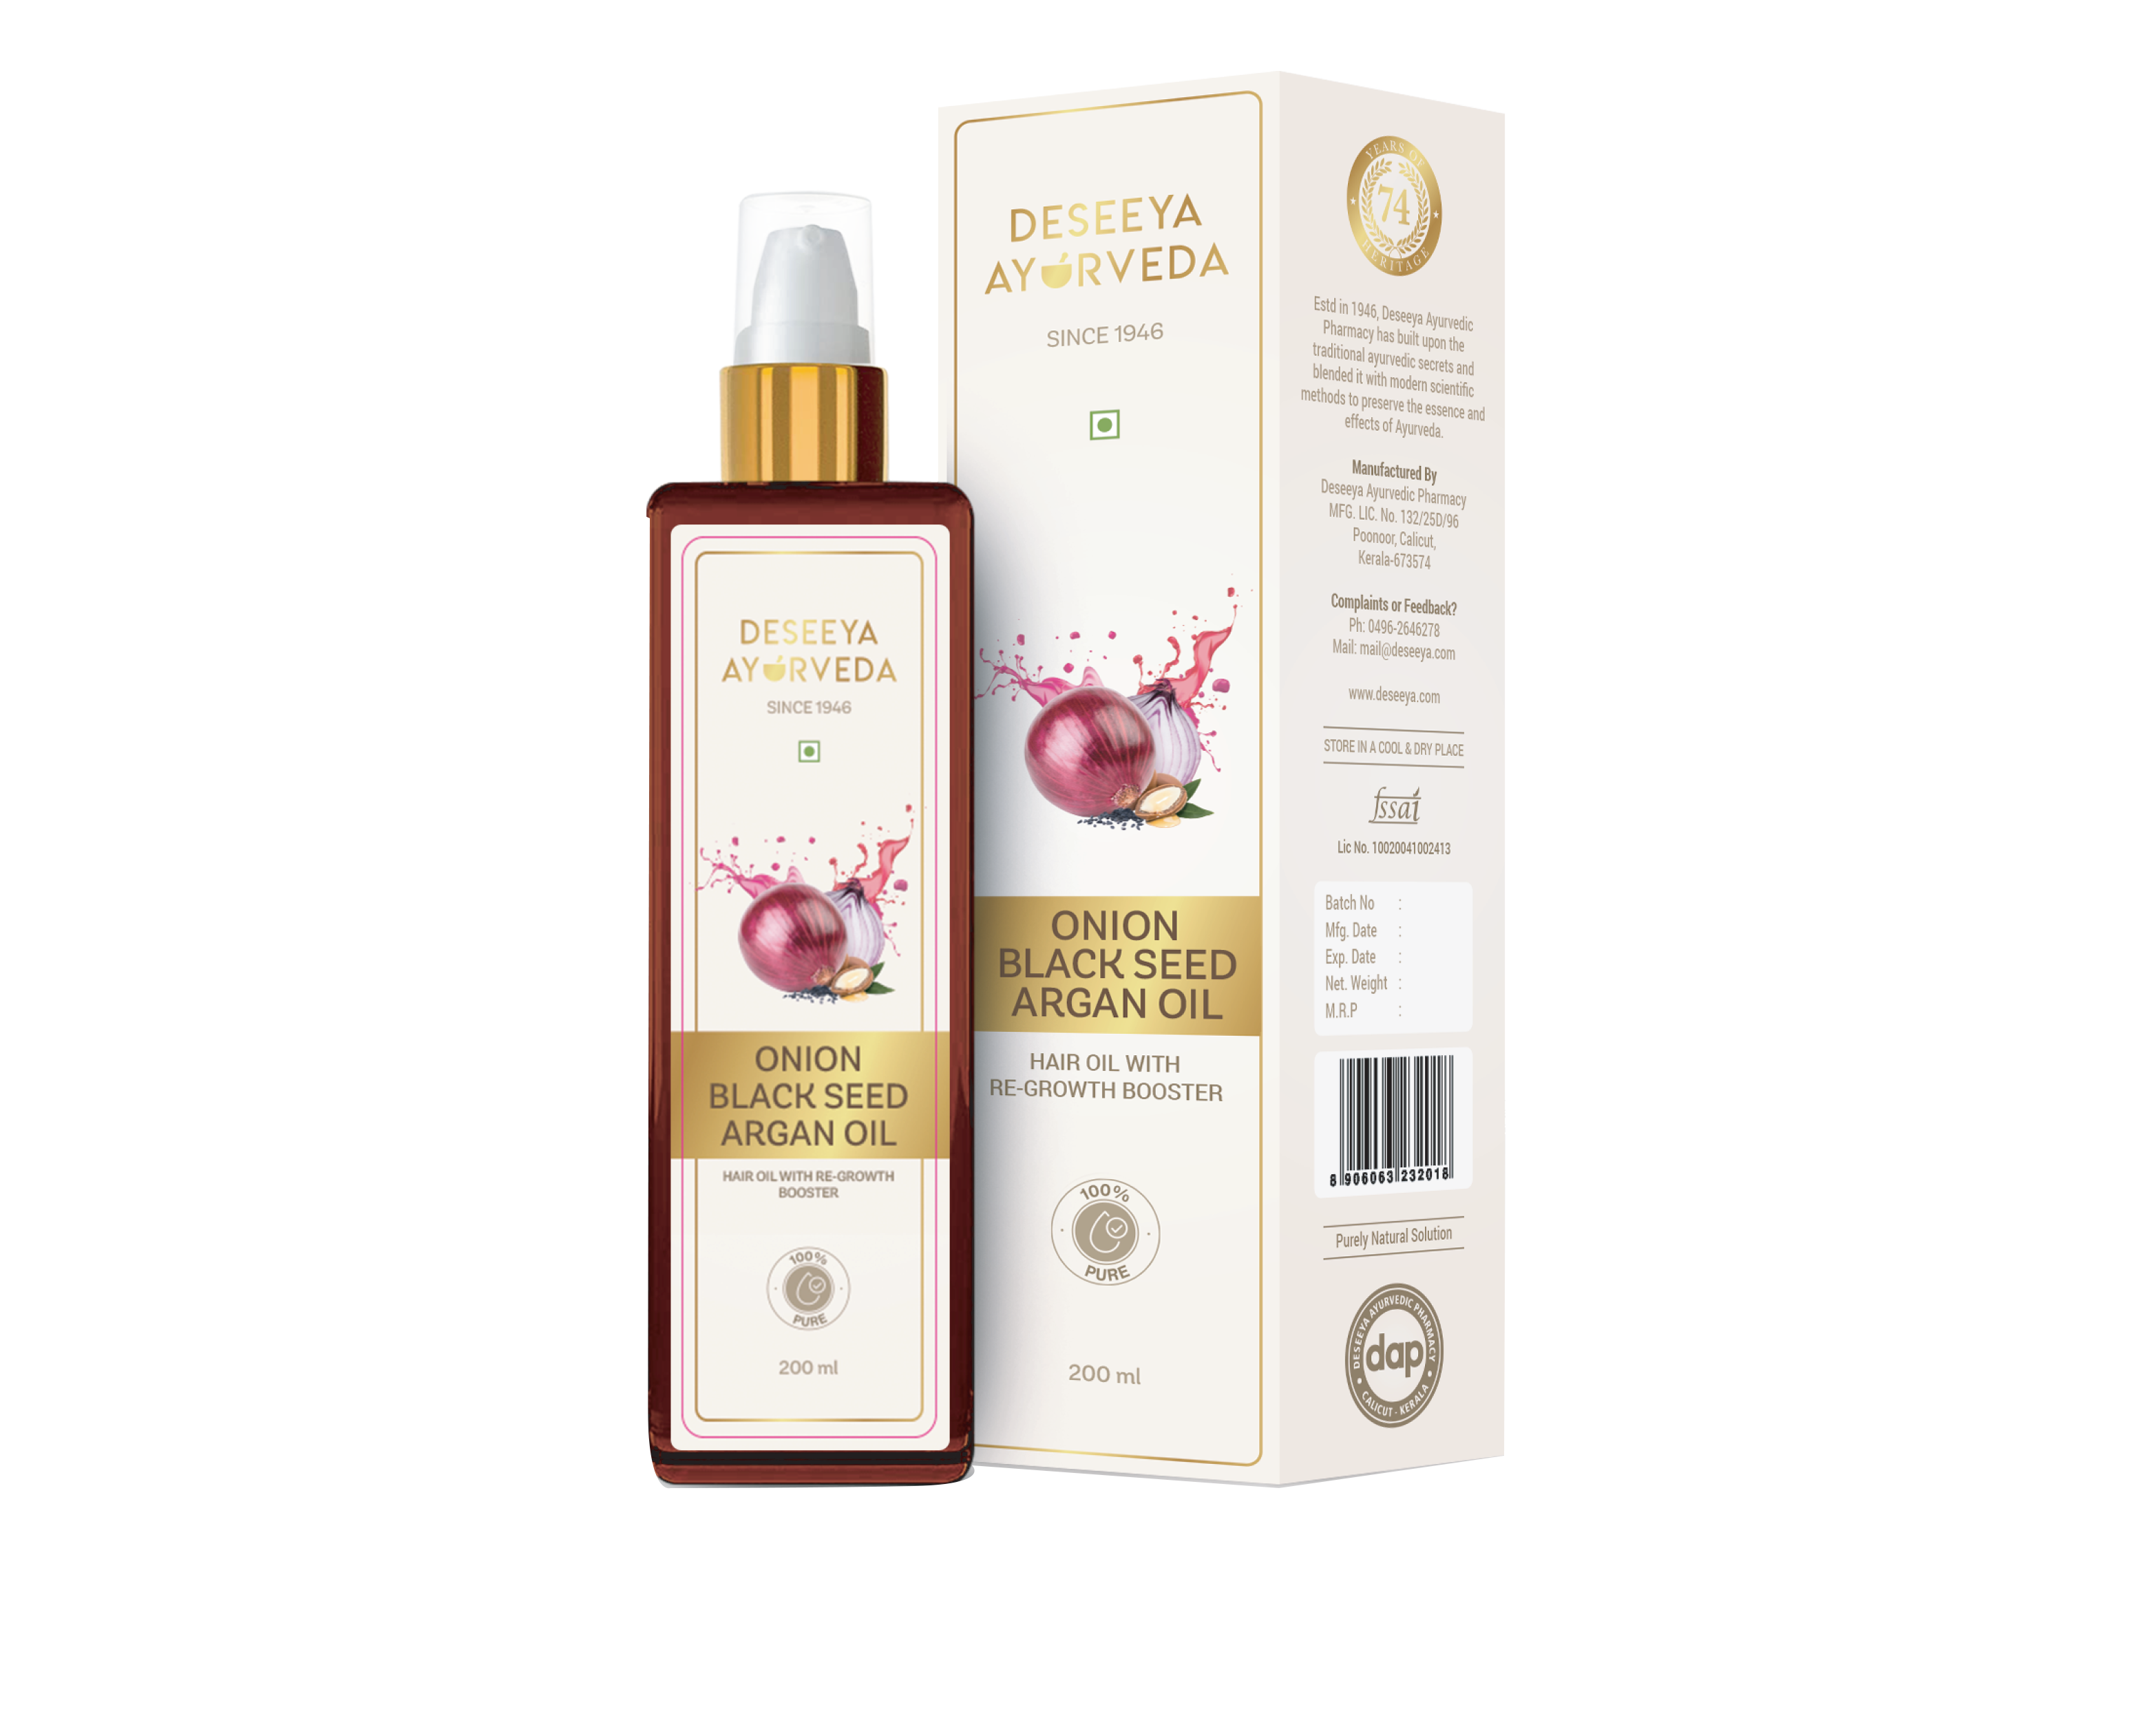 DESEEYA
AYURVEDA
SINCE 1946
ONION
BLACK SEED
ARGAN OIL
HAIR OIL WITH RE-GROWTH
BOOSTER
100%
PURE
200 ml
DESEEYA
AYURVEDA
SINCE 1946
ONION
BLACK SEED
ARGAN OIL
HAIR OIL WITH
RE-GROWTH BOOSTER
100%
PURE
200 ml
YEARS OF
74
HERITAGE
Estd in 1946, Deseeya Ayurvedic
Pharmacy has built upon the
traditional ayurvedic secrets and
blended it with modern scientific
methods to preserve the essence and
effects of Ayurveda.
Manufactured By
Deseeya Ayurvedic Pharmacy
MFG. LIC. No. 132/25D/96
Poonoor, Calicut,
Kerala-673574
Complaints or Feedback?
Ph: 0496-2646278
Mail: mail@deseeya.com
www.deseeya.com
STORE IN A COOL & DRY PLACE
fssai
Lic No. 10020041002413
Batch No :
Mfg. Date :
Exp. Date :
Net. Weight :
M.R.P :
8 906063 232018
Purely Natural Solution
DESEEYA AYURVEDIC PHARMACY
dap
CALICUT - KERALA